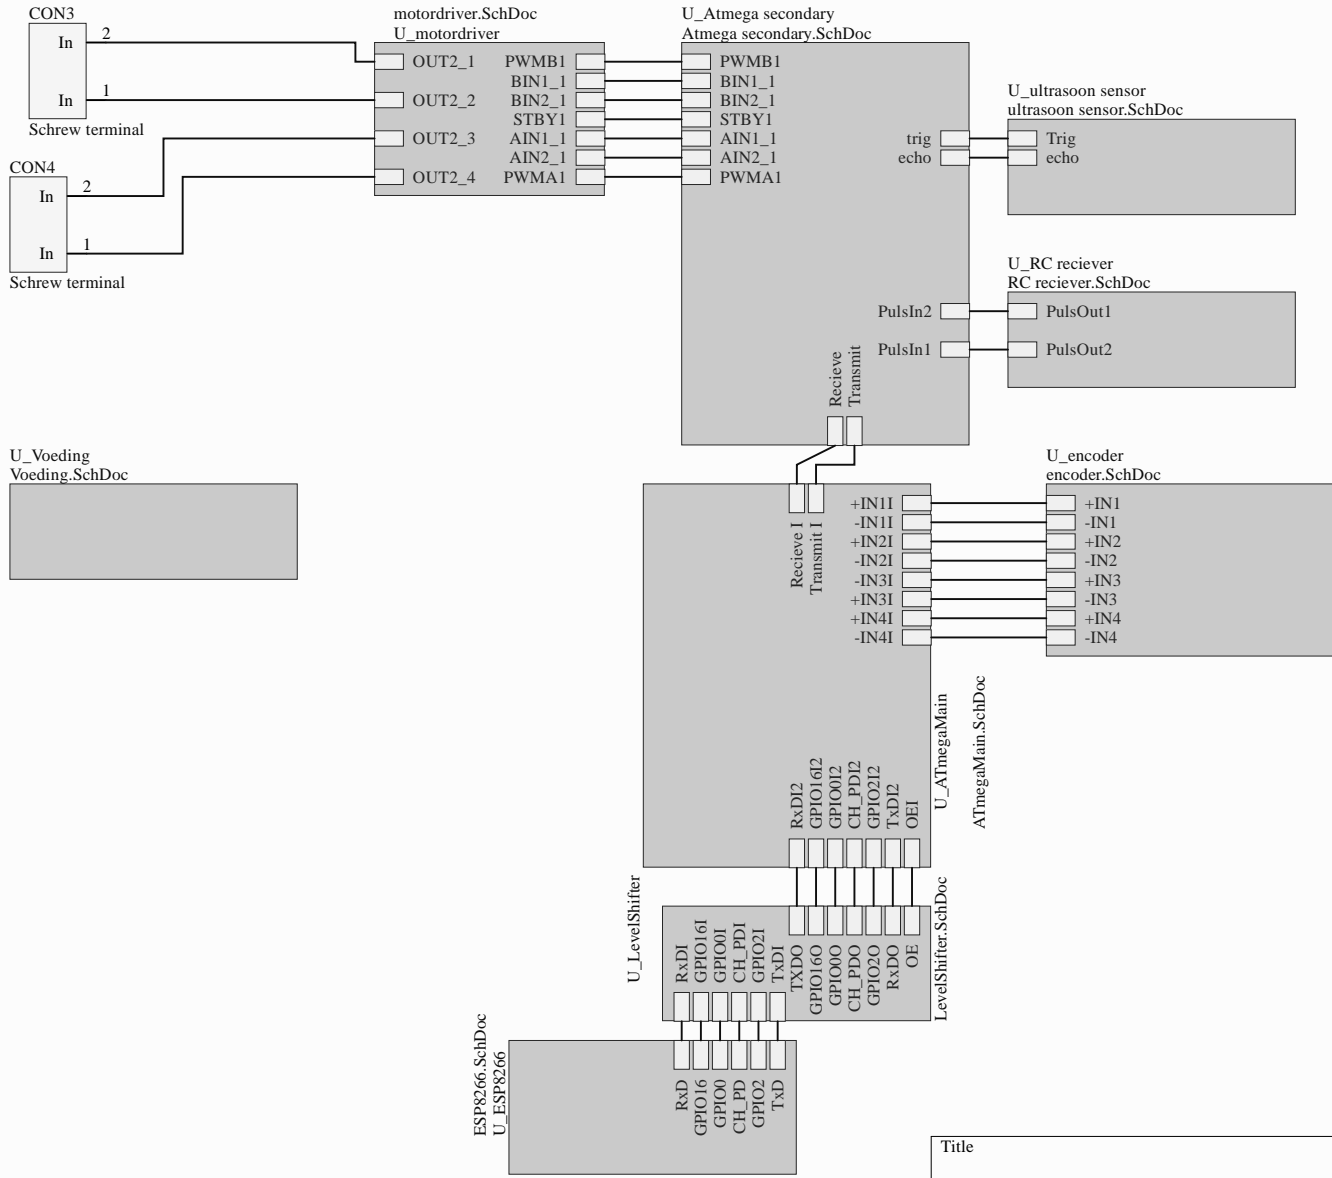 CON3
In
2
In
1
Schrew terminal
CON4
In
2
In
1
Schrew terminal
motordriver.SchDoc
U_motordriver
OUT2_1
OUT2_2
OUT2_3
OUT2_4
PWMB1
BIN1_1
BIN2_1
STBY1
AIN1_1
AIN2_1
PWMA1
U_Atmega secondary
Atmega secondary.SchDoc
PWMB1
BIN1_1
BIN2_1
STBY1
AIN1_1
AIN2_1
PWMA1
trig
echo
PulsIn2
PulsIn1
Recieve
Transmit
U_ultrasoon sensor
ultrasoon sensor.SchDoc
Trig
echo
U_RC reciever
RC reciever.SchDoc
PulsOut1
PulsOut2
U_Voeding
Voeding.SchDoc
Recieve I
Transmit I
+IN1I
-IN1I
+IN2I
-IN2I
-IN3I
+IN3I
+IN4I
-IN4I
U_encoder
encoder.SchDoc
+IN1
-IN1
+IN2
-IN2
+IN3
-IN3
+IN4
-IN4
U_ATmegaMain
ATmegaMain.SchDoc
RxDI2
GPIO16I2
GPIO0I2
CH_PDI2
GPIO2I2
TxDI2
OEI
U_LevelShifter
LevelShifter.SchDoc
TXDO
GPIO16O
GPIO0O
CH_PDO
GPIO2O
RxDO
OE
RxDI
GPIO16I
GPIO0I
CH_PDI
GPIO2I
TxDI
ESP8266.SchDoc
U_ESP8266
RxD
GPIO16
GPIO0
CH_PD
GPIO2
TxD
Title